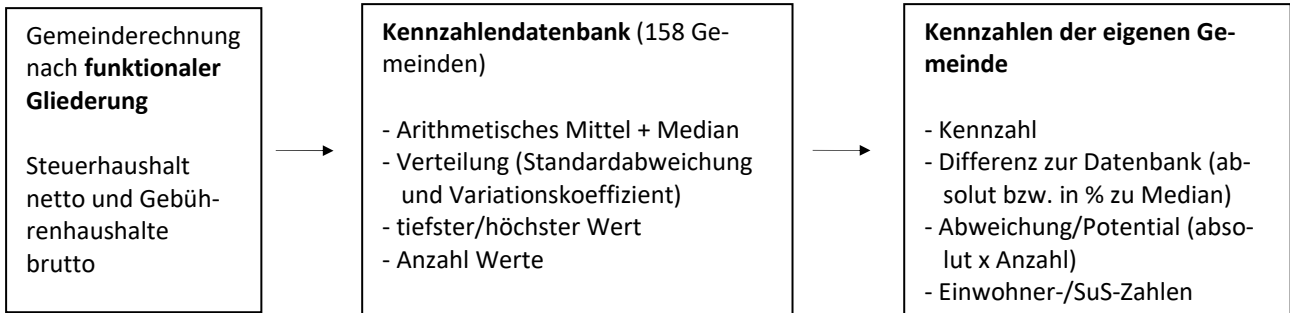 Gemeinderechnung
nach funktionaler
Gliederung
Steuerhaushalt
netto und Gebüh-
renhaushalte
brutto
Kennzahlendatenbank (158 Ge-
meinden)
- Arithmetisches Mittel + Median
- Verteilung (Standardabweichung
und Variationskoeffizient)
- tiefster/höchster Wert
- Anzahl Werte
Kennzahlen der eigenen Ge-
meinde
- Kennzahl
- Differenz zur Datenbank (ab-
solut bzw. in % zu Median)
- Abweichung/Potential (abso-
lut x Anzahl)
- Einwohner-/SuS-Zahlen